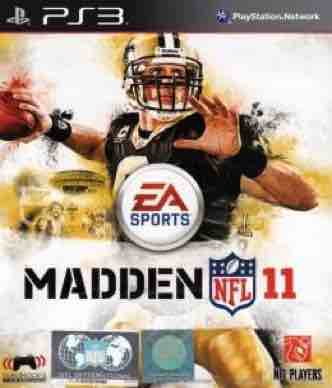 PS3
PlayStation Network
EA
SPORTS
MADDEN NFL 11
NFL PLAYERS